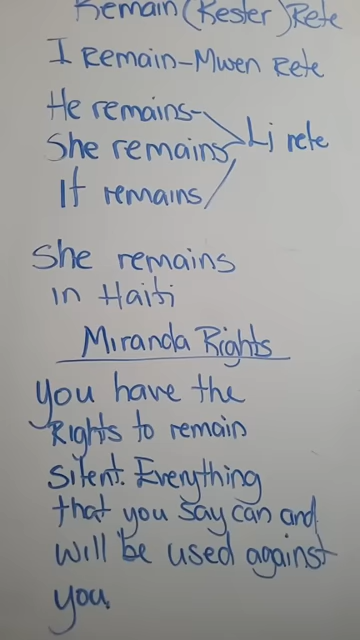 Remain (Rester) Rete
I Remain-Mwen Rete
He remains-
She remains, Li rete
It remains
She remains
in Haiti
Miranda Rights
You have the
Rights to remain
silent. Everything
that you say can and
will be used against
you.